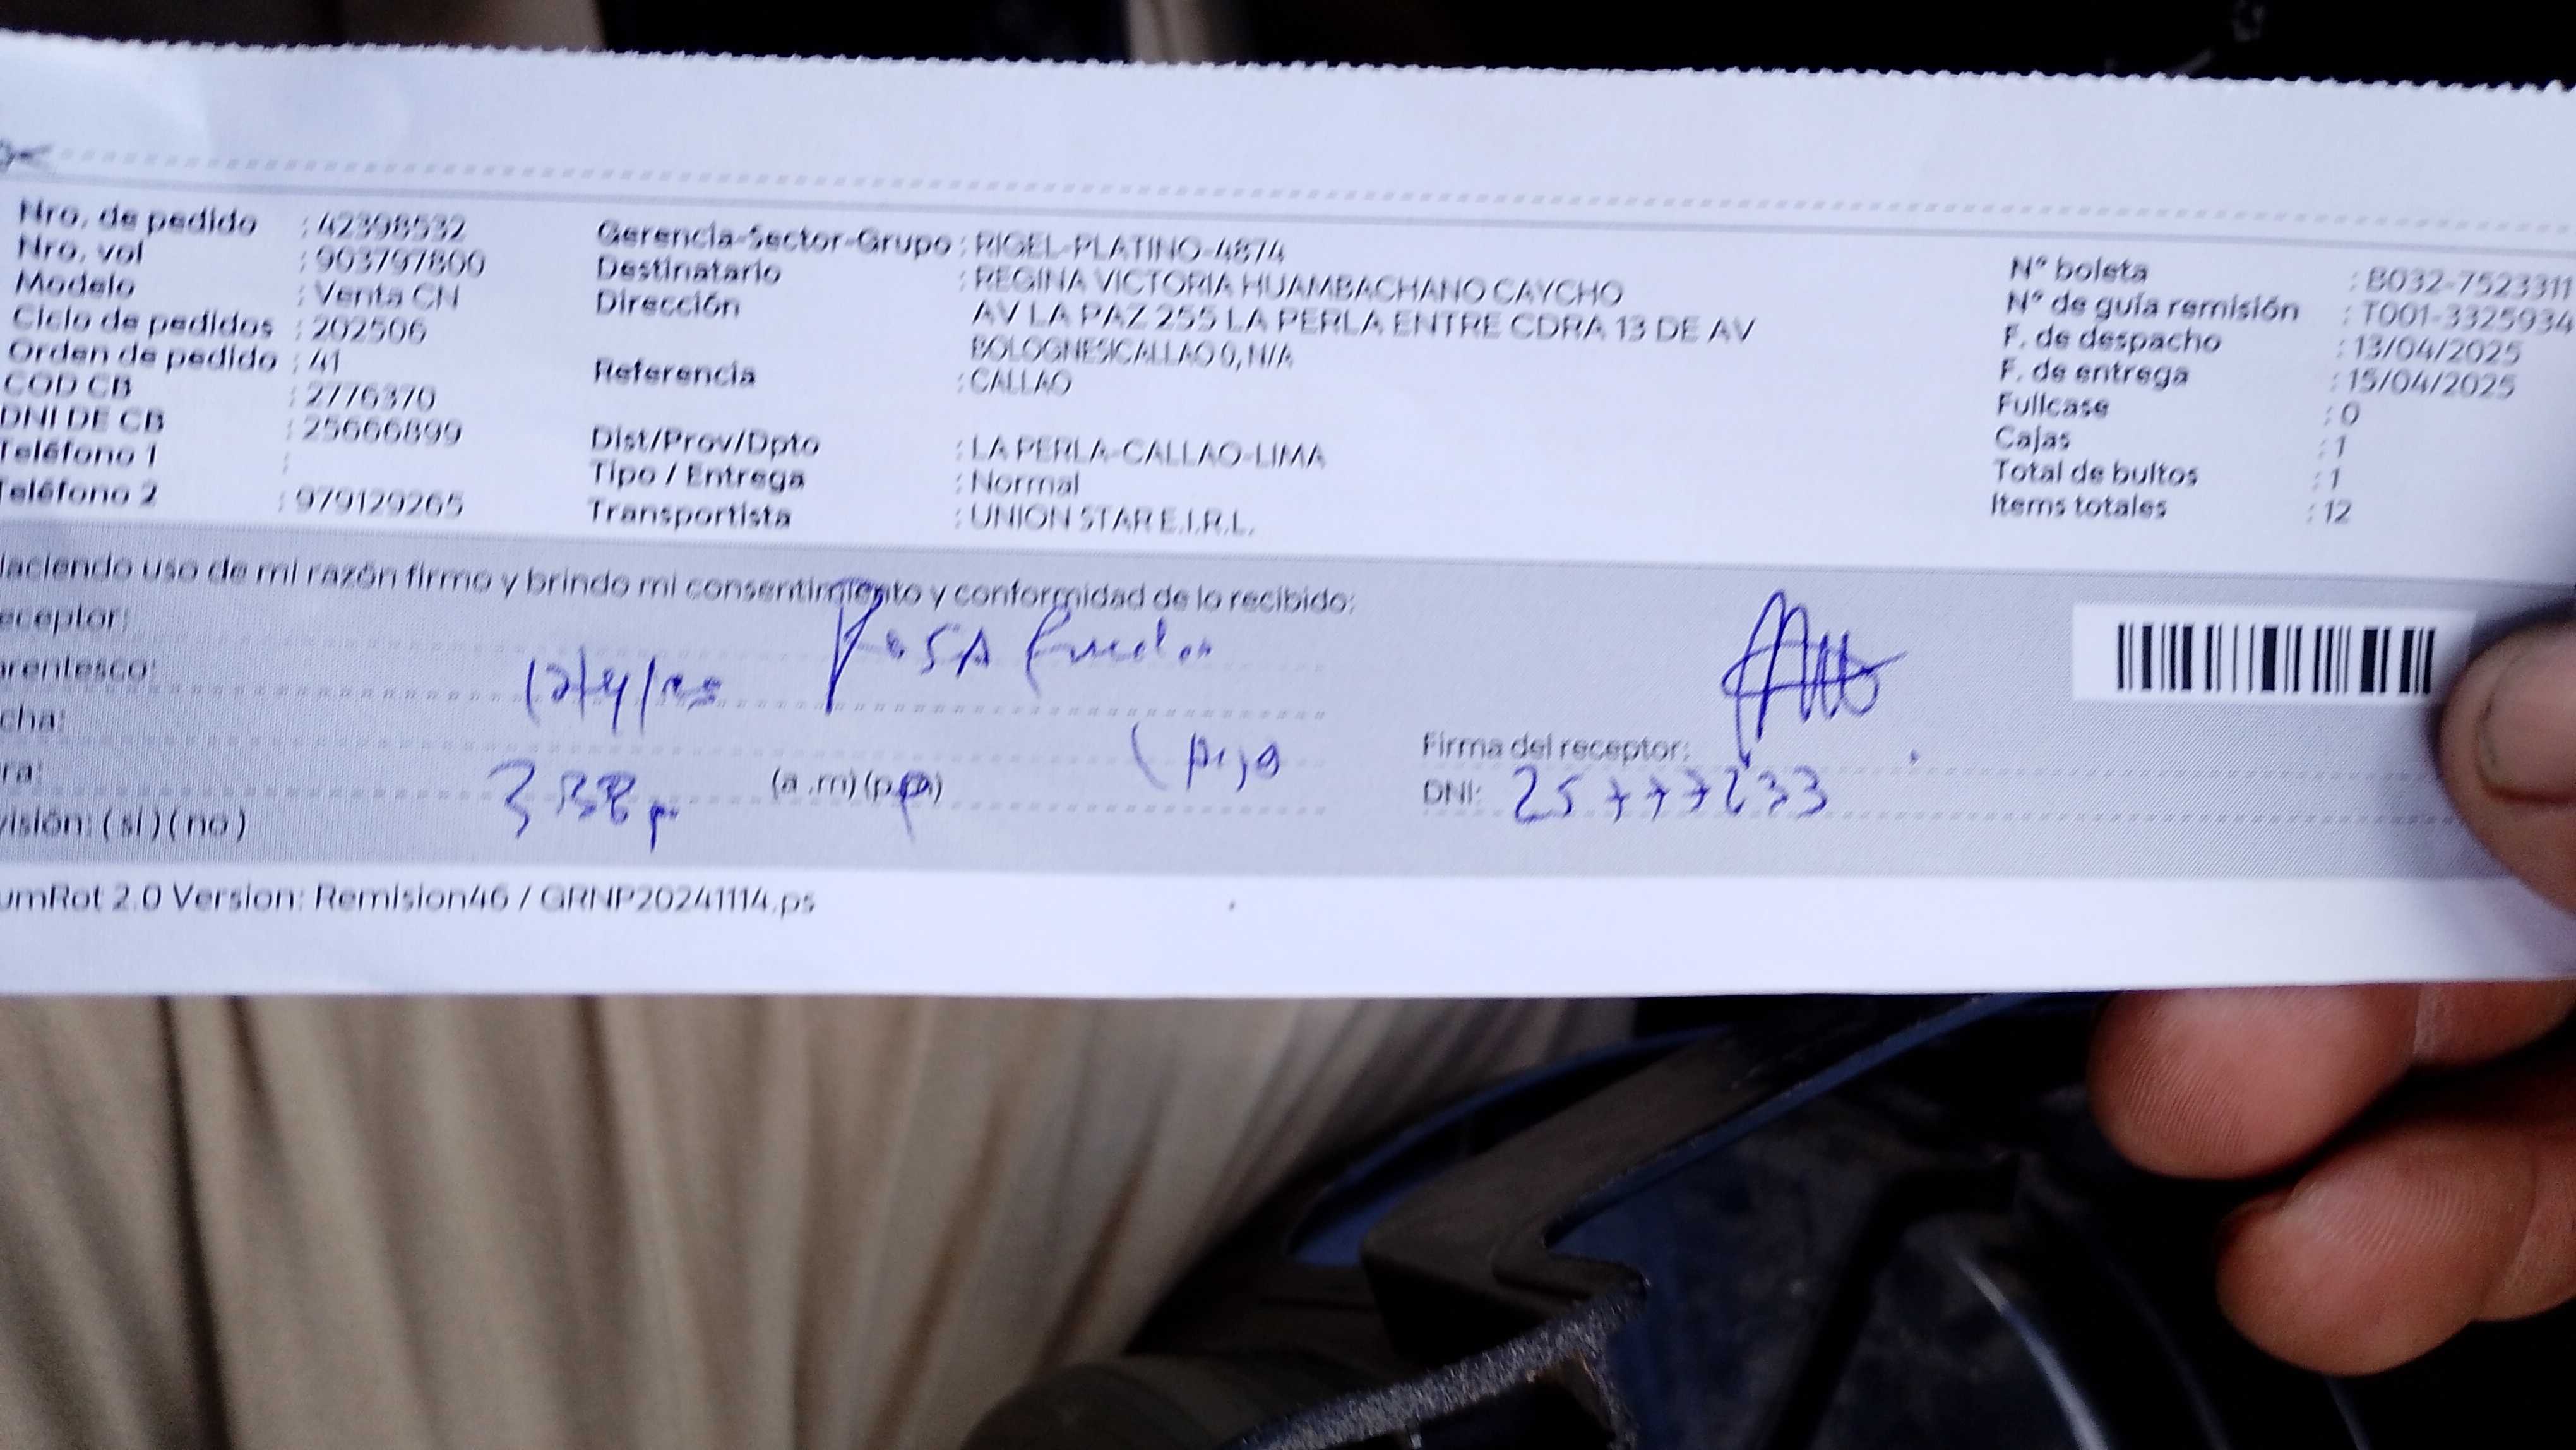 Nro. de pedido : 42398532
Nro. vol : 903797800
Modelo : Venta CN
Ciclo de pedidos : 202506
Orden de pedido : 41
COD CB : 2776370
DNI DE CB : 25666899
Teléfono 1 :
Teléfono 2 : 979129265
Gerencia-Sector-Grupo : RIGEL-PLATINO-4874
Destinatario : REGINA VICTORIA HUAMBACHANO CAYCHO
Dirección AV LA PAZ 255 LA PERLA ENTRE CDRA 13 DE AV
BOLOGNESICALLAO 0, N/A
Referencia : CALLAO
Dist/Prov/Dpto : LA PERLA-CALLAO-LIMA
Tipo / Entrega : Normal
Transportista : UNION STAR E.I.R.L.
N° boleta : B032-7523311
N° de guía remisión : T001-3325934
F. de despacho : 13/04/2025
F. de entrega : 15/04/2025
Fullcase : 0
Cajas : 1
Total de bultos : 1
Items totales : 12
Haciendo uso de mi razón firmo y brindo mi consentimiento y conformidad de lo recibido:
eceptor: Rosa
arentesco:
cha:
ra: (a .m) (p.m)
visión: ( sí ) ( no )
Firma del receptor:
DNI: 25777233
umRot 2.0 Version: Remision46 / GRNP20241114.ps